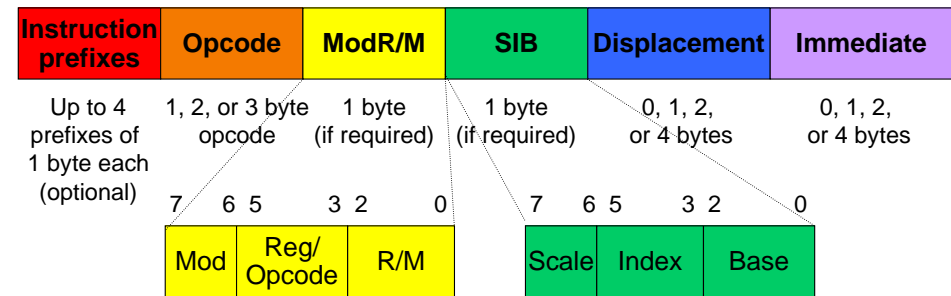 Instruction prefixes Opcode ModR/M SIB Displacement Immediate
Up to 4 prefixes of 1 byte each (optional)
1, 2, or 3 byte opcode
1 byte (if required)
1 byte (if required)
0, 1, 2, or 4 bytes
0, 1, 2, or 4 bytes
7 6 5 3 2 0
7 6 5 3 2 0
Mod Reg/Opcode R/M
Scale Index Base